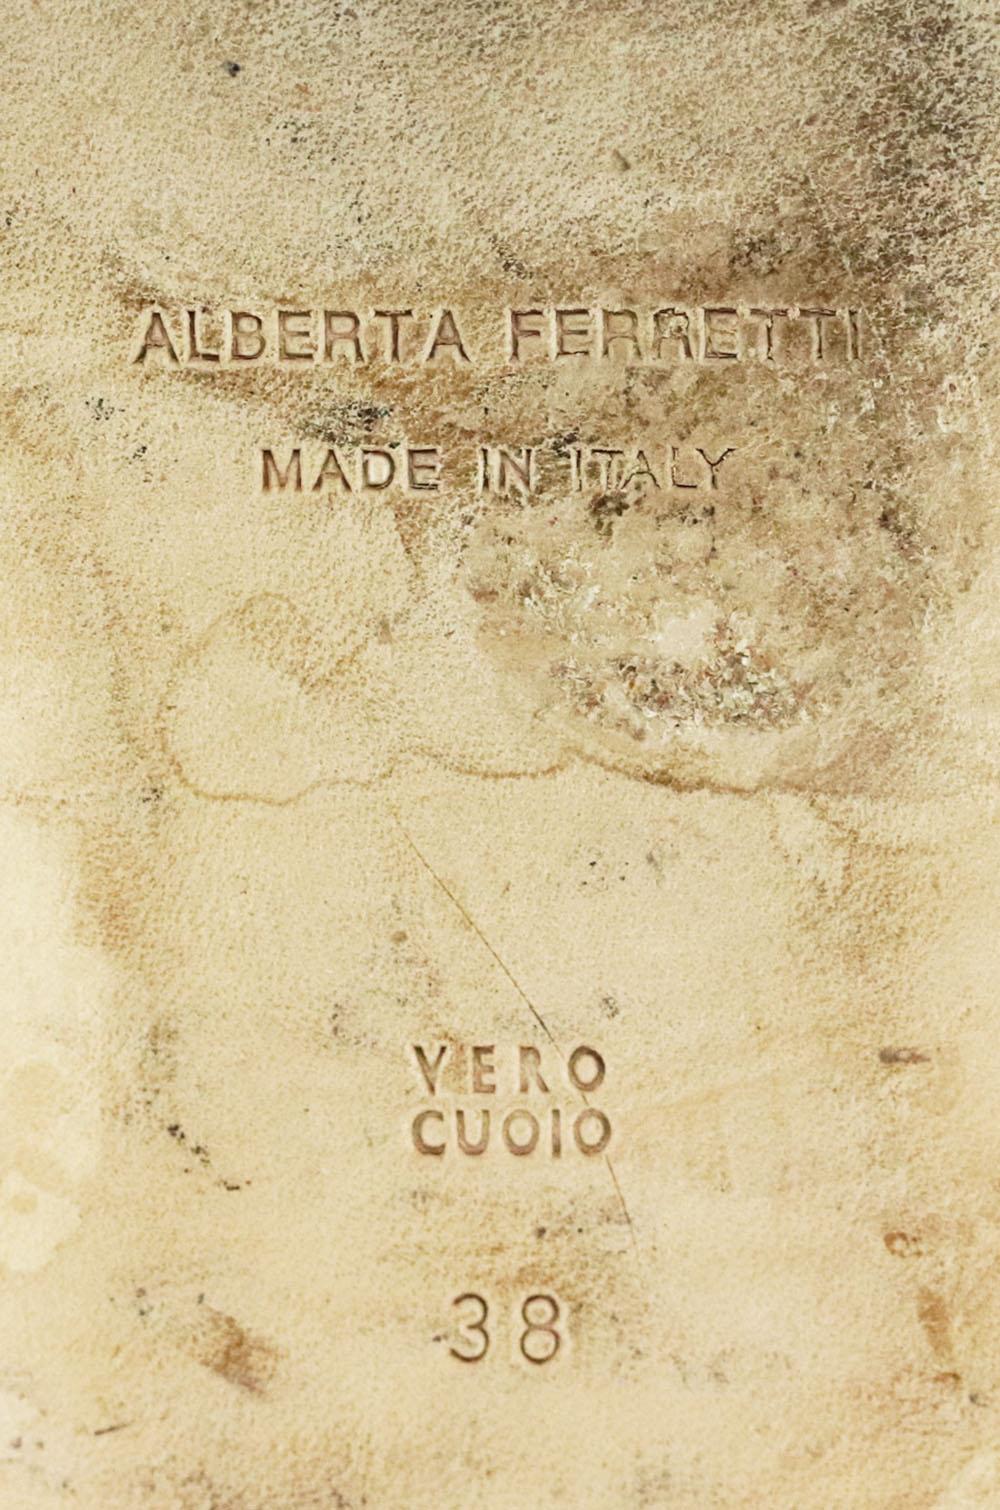 ALBERTA FERRETTI
MADE IN ITALY
VERO
CUOIO
38